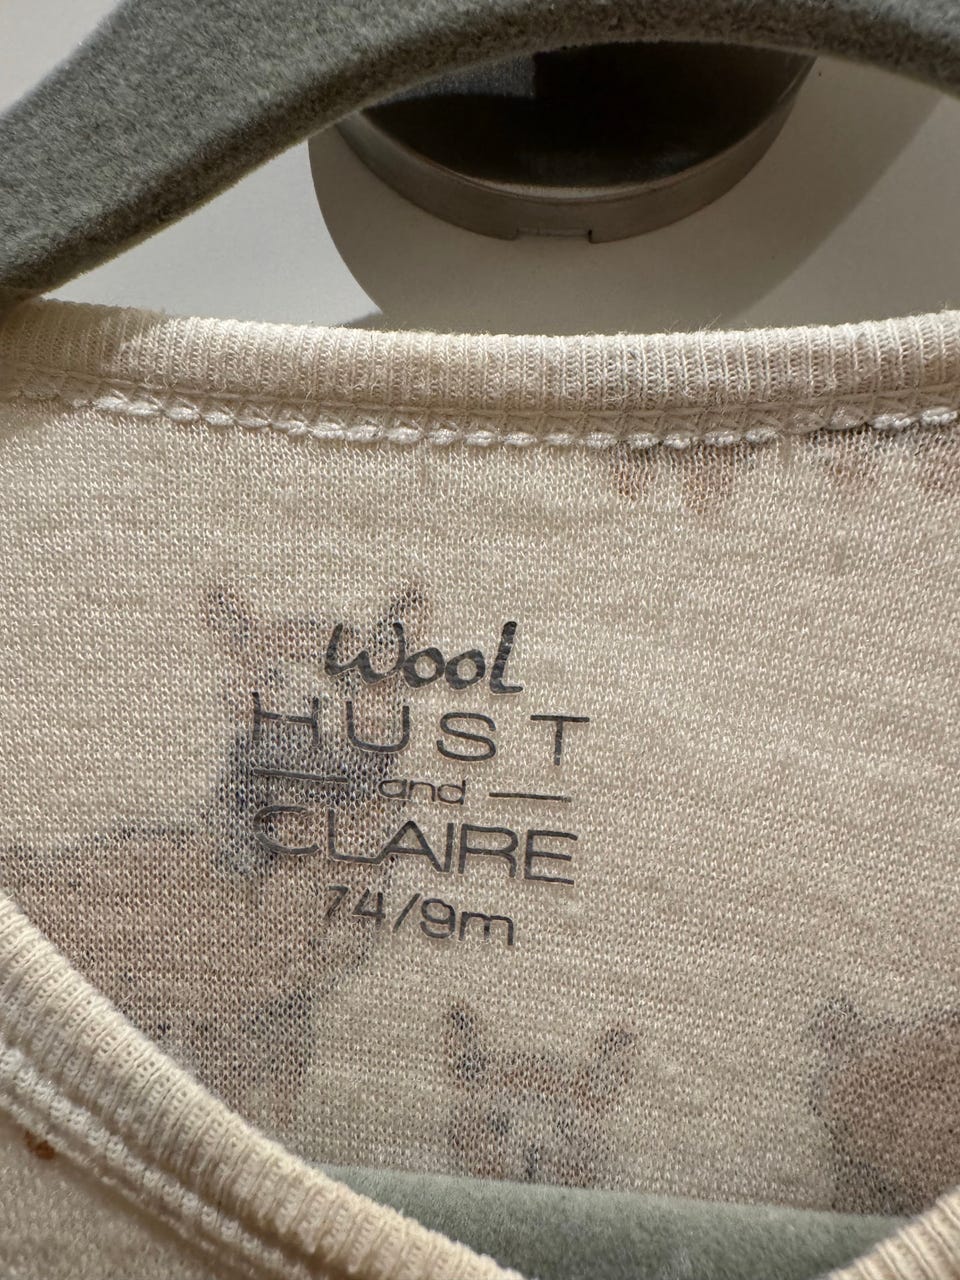 Wool
HUST
and
CLAIRE
74/9m